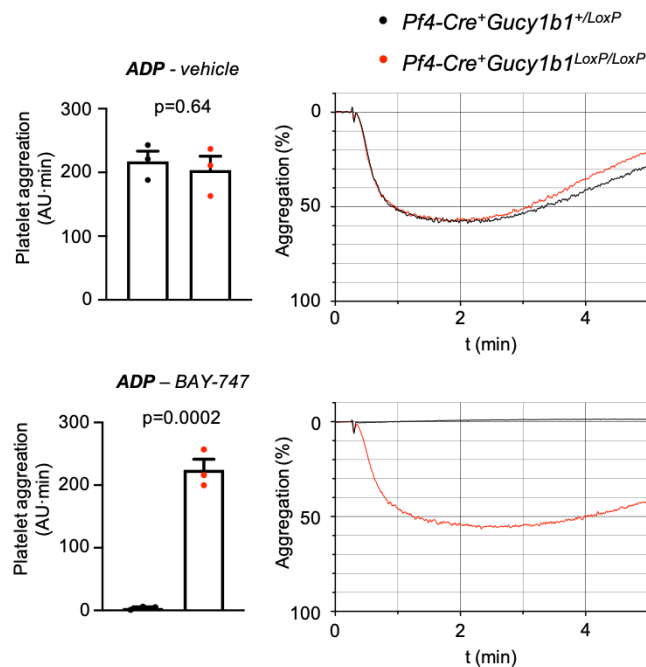 Pf4-Cre⁺Gucy1b1⁺/LoxP
Pf4-Cre⁺Gucy1b1LoxP/LoxP
ADP - vehicle
p=0.64
Platelet aggreation
(AU·min)
300
200
100
0
Aggregation (%)
0
50
100
0
2
4
t (min)
ADP – BAY-747
p=0.0002
Platelet aggreation
(AU·min)
300
200
100
0
Aggregation (%)
0
50
100
0
2
4
t (min)